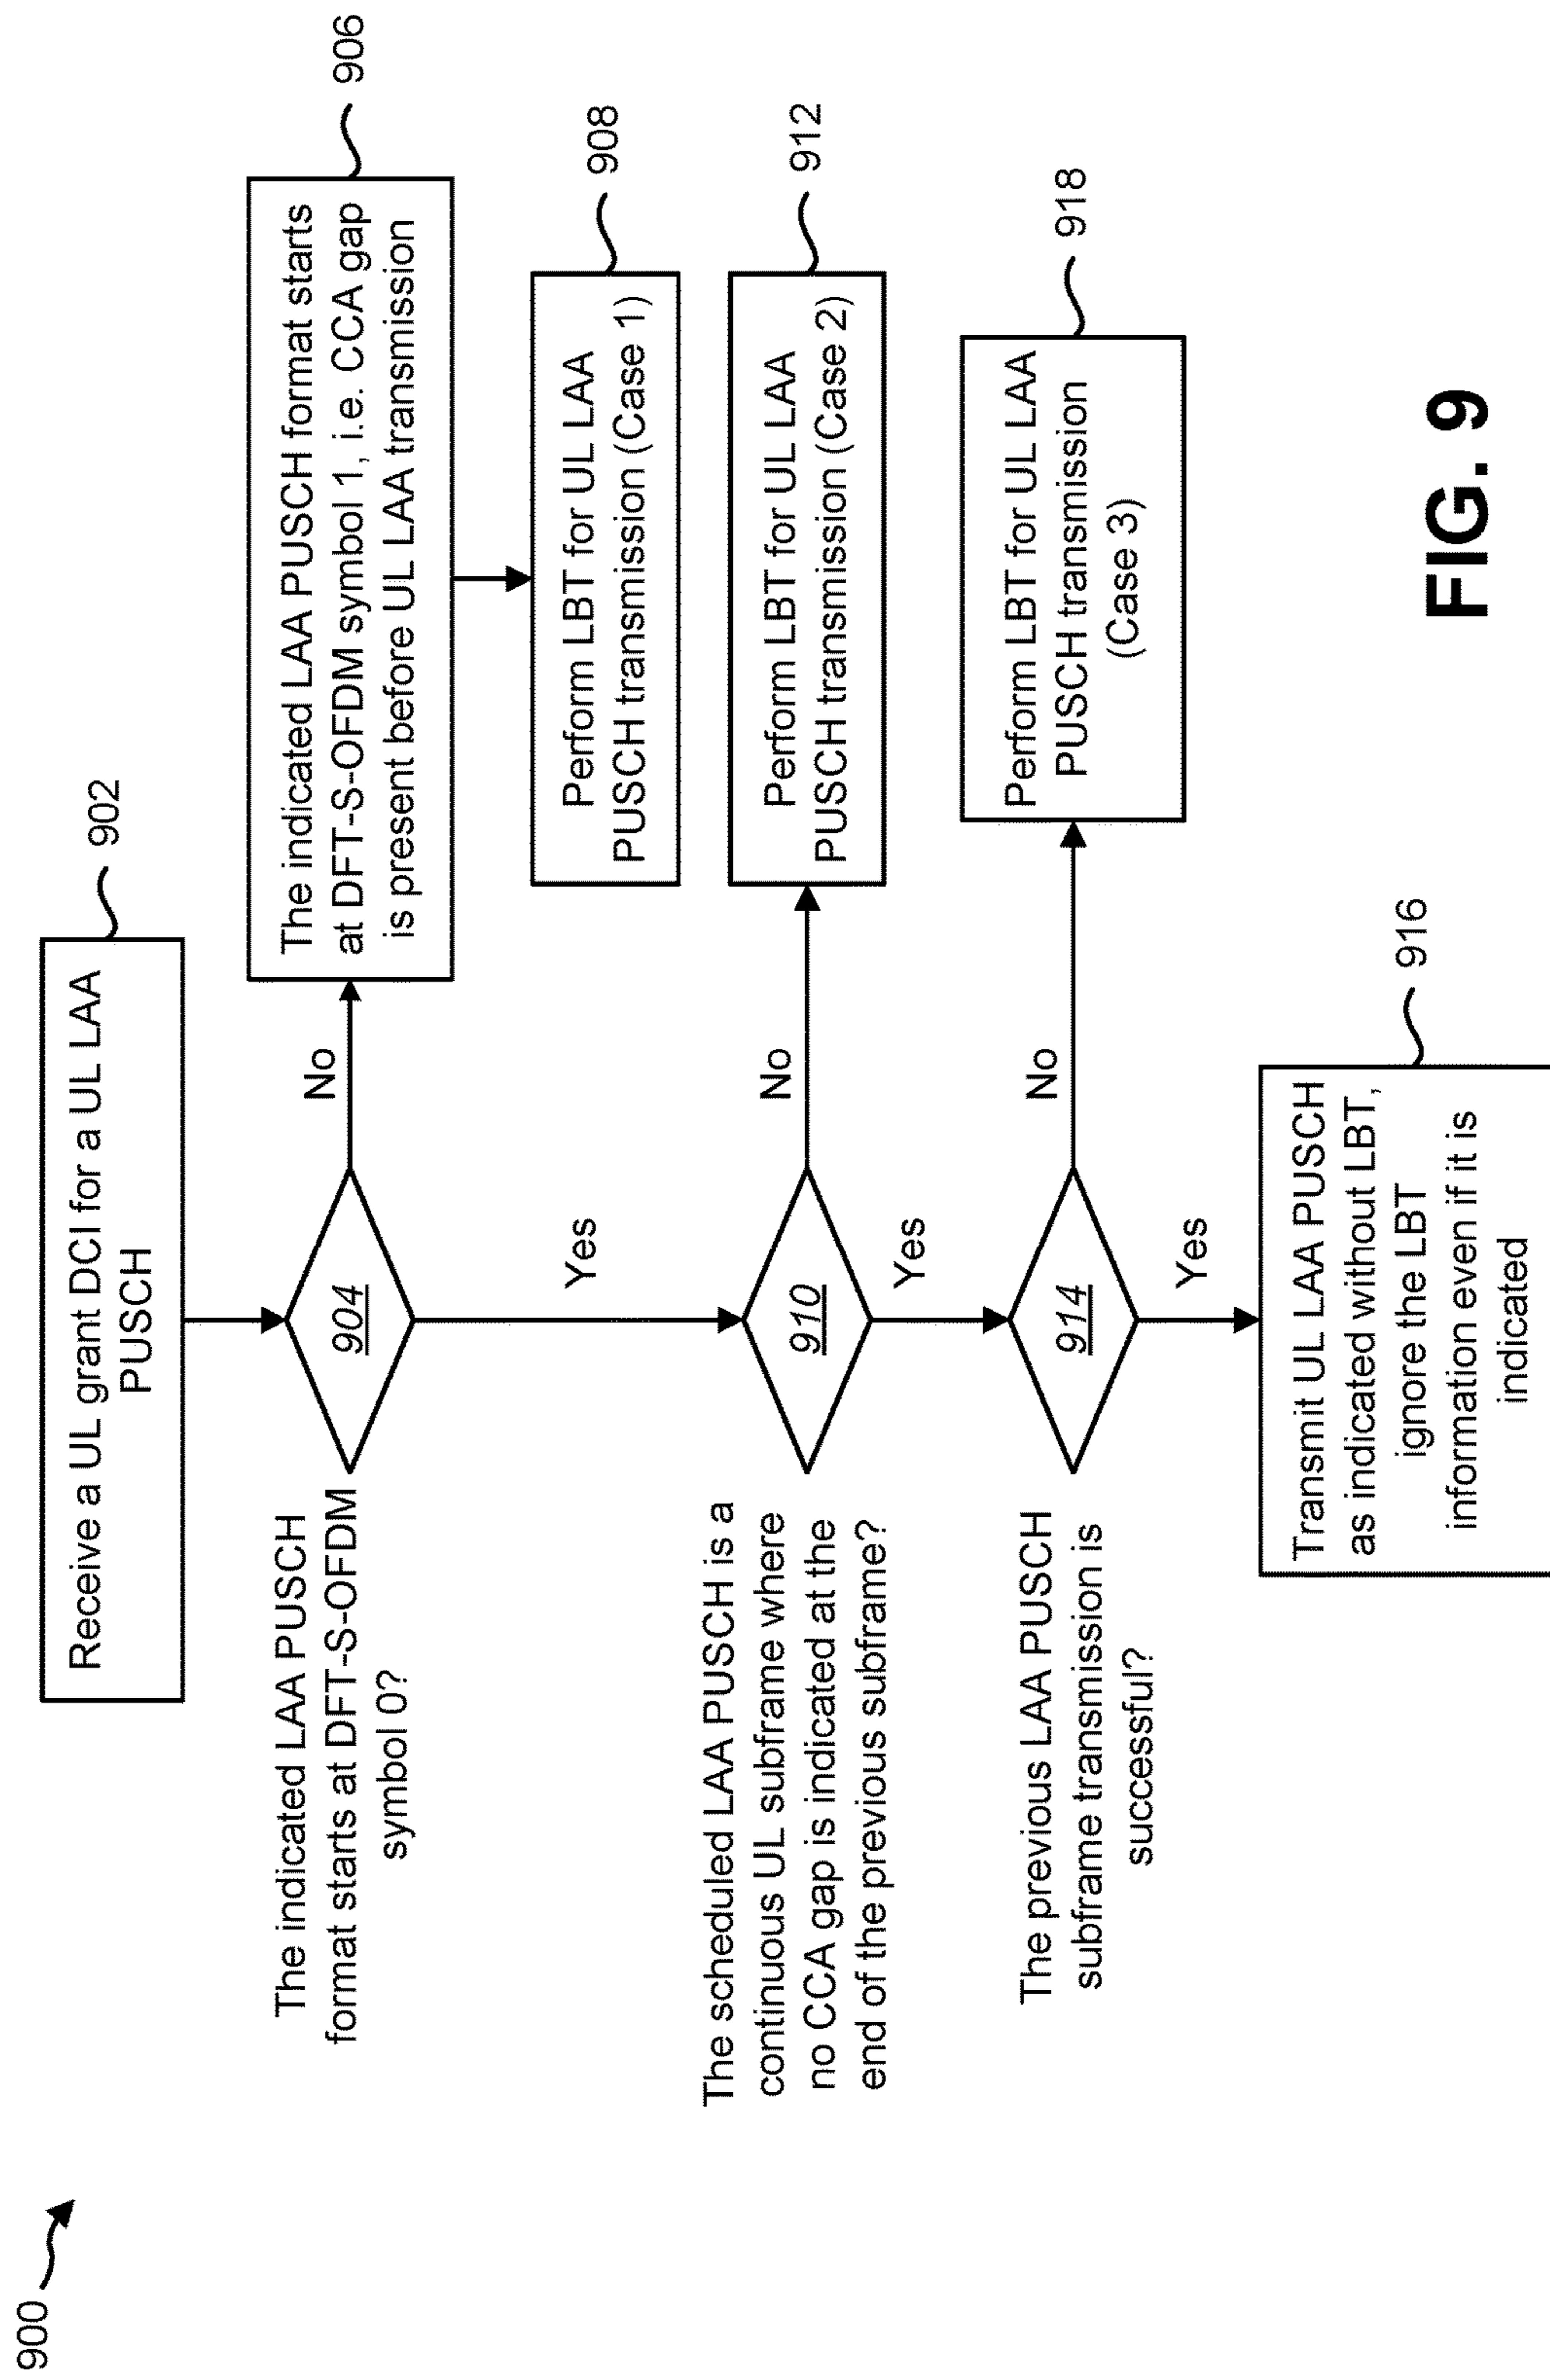 900
Receive a UL grant DCI for a UL LAA
PUSCH
902
The indicated LAA PUSCH
format starts at DFT-S-OFDM
symbol 0?
904
No
The indicated LAA PUSCH format starts
at DFT-S-OFDM symbol 1, i.e. CCA gap
is present before UL LAA transmission
906
Perform LBT for UL LAA
PUSCH transmission (Case 1)
908
Yes
The scheduled LAA PUSCH is a
continuous UL subframe where
no CCA gap is indicated at the
end of the previous subframe?
910
No
Perform LBT for UL LAA
PUSCH transmission (Case 2)
912
Yes
The previous LAA PUSCH
subframe transmission is
successful?
914
No
Perform LBT for UL LAA
PUSCH transmission
(Case 3)
918
Yes
Transmit UL LAA PUSCH
as indicated without LBT,
ignore the LBT
information even if it is
indicated
916
FIG. 9